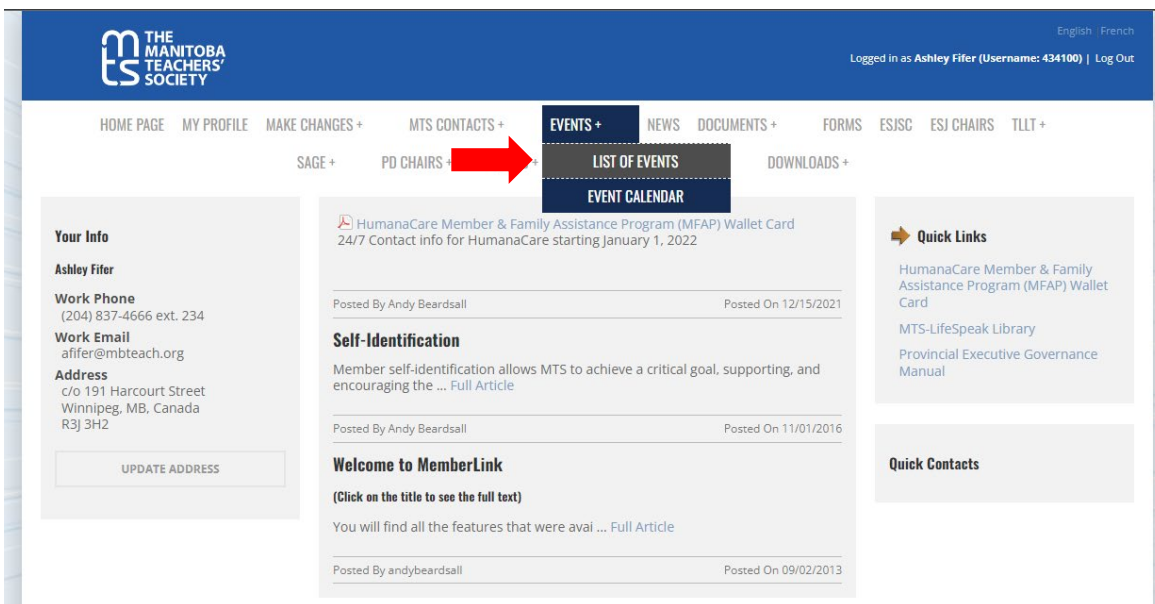 THE
MANITOBA
TEACHERS'
SOCIETY
English | French
Logged in as Ashley Fifer (Username: 434100) | Log Out
HOME PAGE MY PROFILE MAKE CHANGES + MTS CONTACTS + EVENTS + NEWS DOCUMENTS + FORMS ESJSC ESJ CHAIRS TLLT +
SAGE + PD CHAIRS + + LIST OF EVENTS DOWNLOADS +
EVENT CALENDAR
Your Info
Ashley Fifer
Work Phone
(204) 837-4666 ext. 234
Work Email
afifer@mbteach.org
Address
c/o 191 Harcourt Street
Winnipeg, MB, Canada
R3J 3H2
UPDATE ADDRESS
HumanaCare Member & Family Assistance Program (MFAP) Wallet Card
24/7 Contact info for HumanaCare starting January 1, 2022
Posted By Andy Beardsall Posted On 12/15/2021
Self-Identification
Member self-identification allows MTS to achieve a critical goal, supporting, and
encouraging the ... Full Article
Posted By Andy Beardsall Posted On 11/01/2016
Welcome to MemberLink
(Click on the title to see the full text)
You will find all the features that were avai ... Full Article
Posted By andybeardsall Posted On 09/02/2013
Quick Links
HumanaCare Member & Family
Assistance Program (MFAP) Wallet
Card
MTS-LifeSpeak Library
Provincial Executive Governance
Manual
Quick Contacts